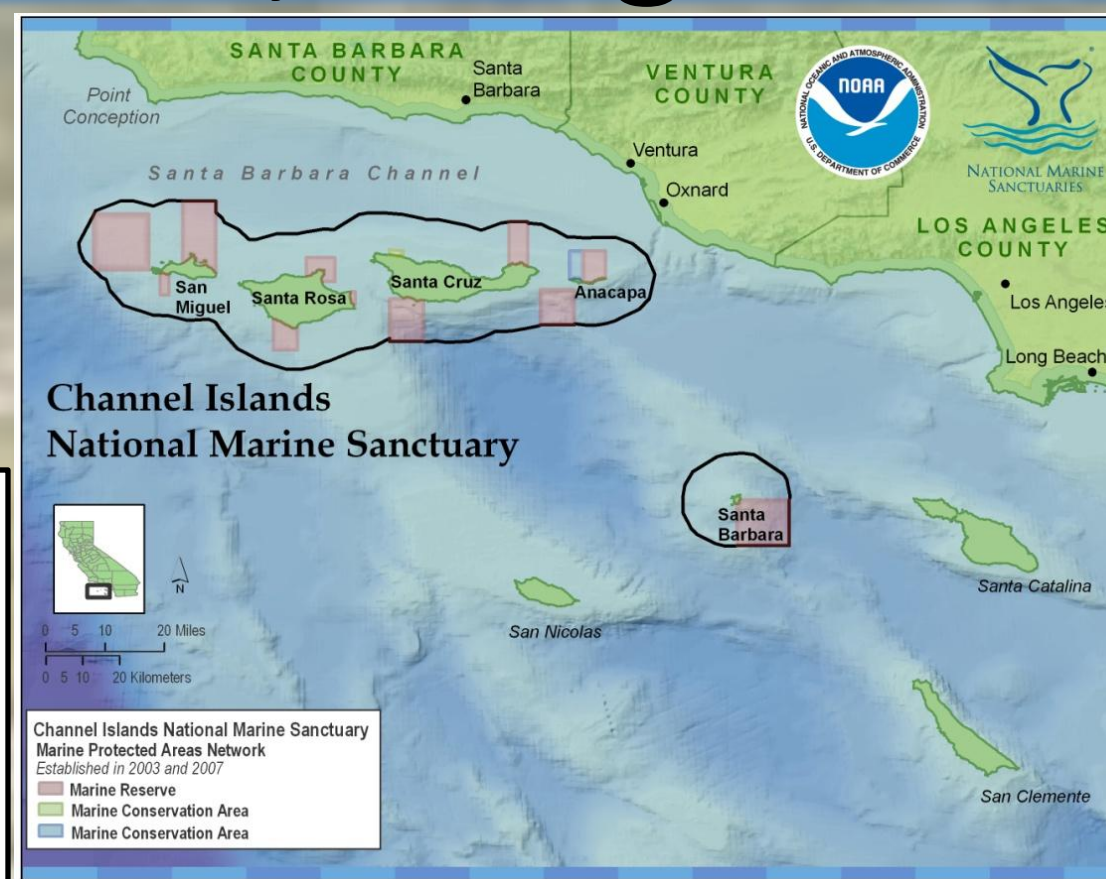 SANTA BARBARA
COUNTY
Santa
Barbara
VENTURA
COUNTY
NATIONAL OCEANIC AND ATMOSPHERIC ADMINISTRATION
NOAA
U.S. DEPARTMENT OF COMMERCE
NATIONAL MARINE
SANCTUARIES
Point
Conception
Santa Barbara Channel
Ventura
Oxnard
LOS ANGELES
COUNTY
Los Angeles
Long Beach
San
Miguel
Santa Rosa
Santa Cruz
Anacapa
Channel Islands
National Marine Sanctuary
Santa
Barbara
Santa Catalina
San Nicolas
San Clemente
N
0 5 10 20 Miles
0 5 10 20 Kilometers
Channel Islands National Marine Sanctuary
Marine Protected Areas Network
Established in 2003 and 2007
Marine Reserve
Marine Conservation Area
Marine Conservation Area